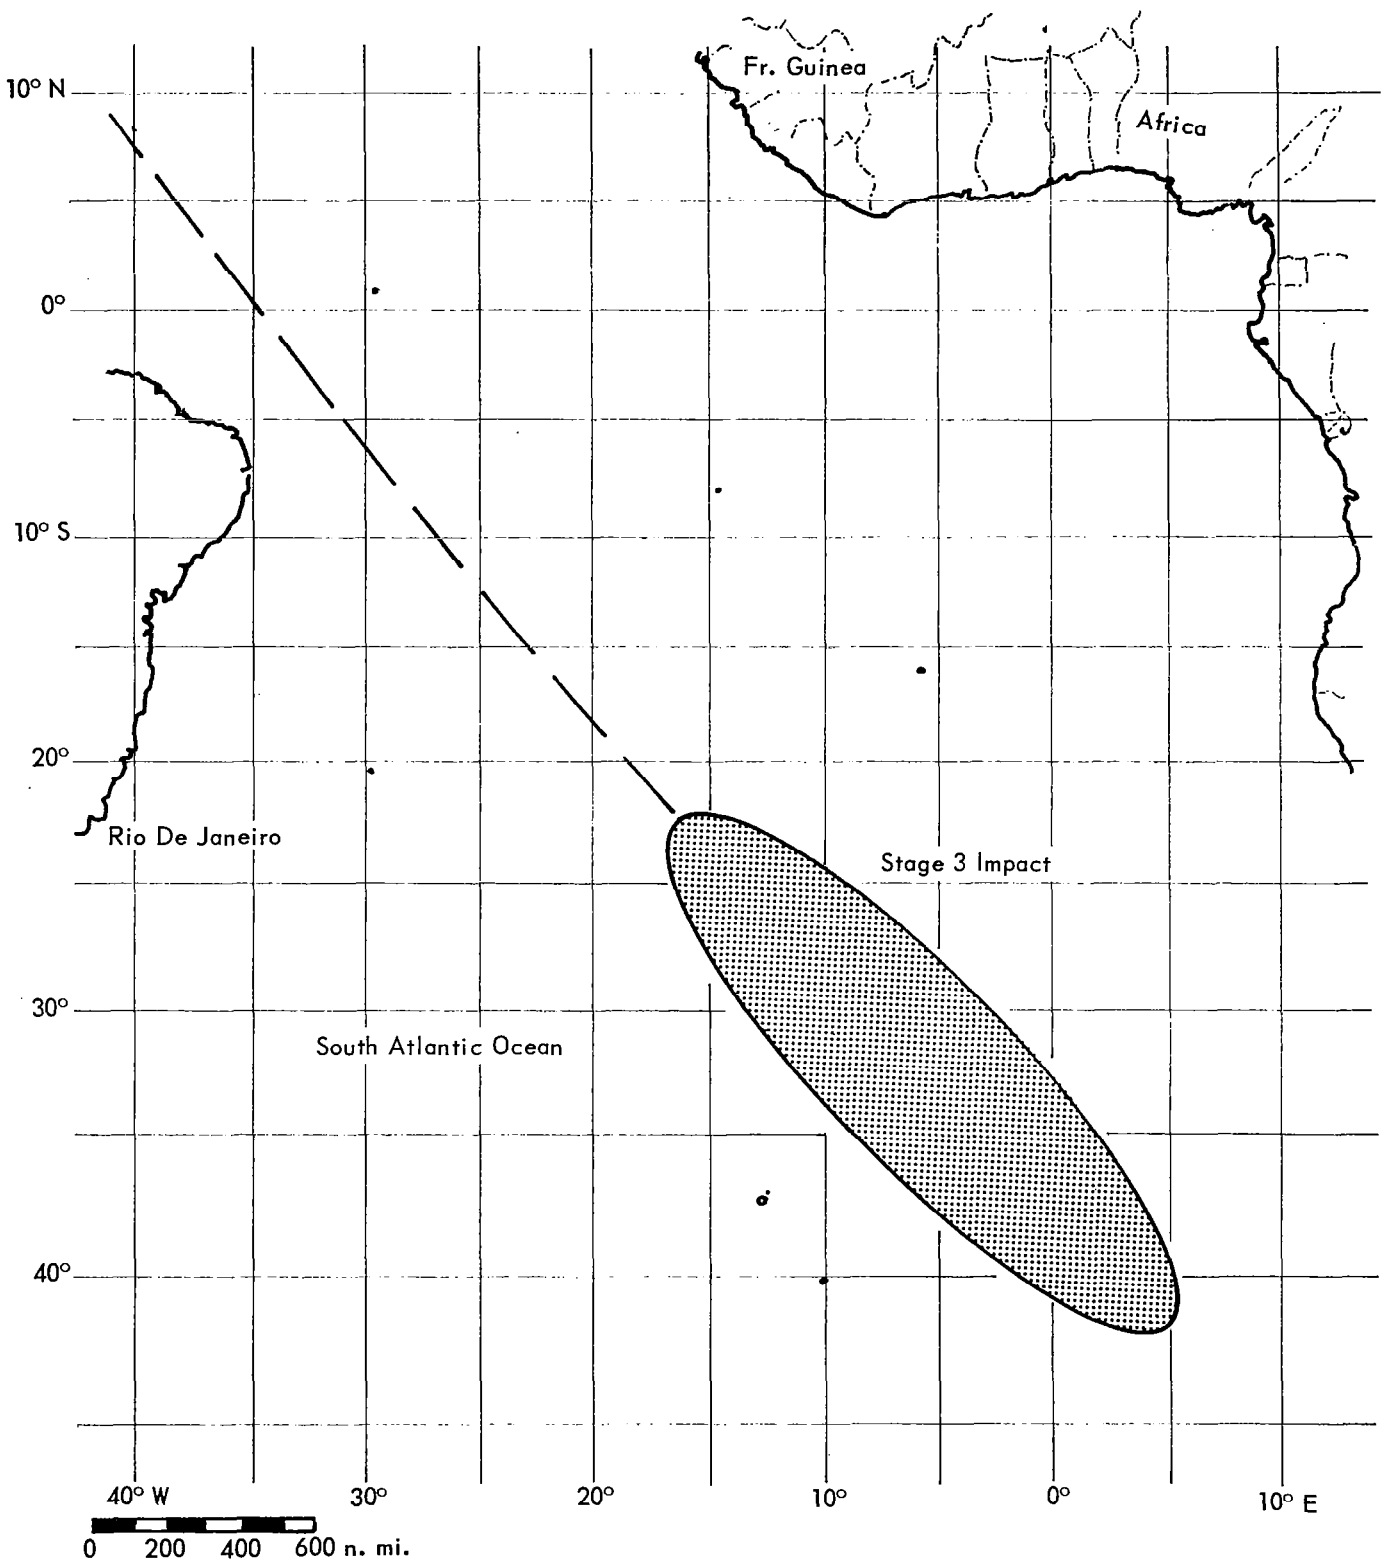 Fr. Guinea
10° N
Africa
0°
10° S
20°
Rio De Janeiro
Stage 3 Impact
30°
South Atlantic Ocean
40°
40° W 30° 20° 10° 0° 10° E
0 200 400 600 n. mi.